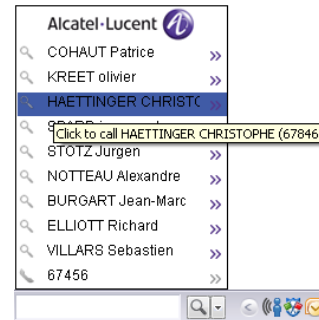 Alcatel·Lucent
COHAUT Patrice
KREET olivier
HAETTINGER CHRISTC
Click to call HAETTINGER CHRISTOPHE (67846
STOTZ Jurgen
NOTTEAU Alexandre
BURGART Jean-Marc
ELLIOTT Richard
VILLARS Sebastien
67456